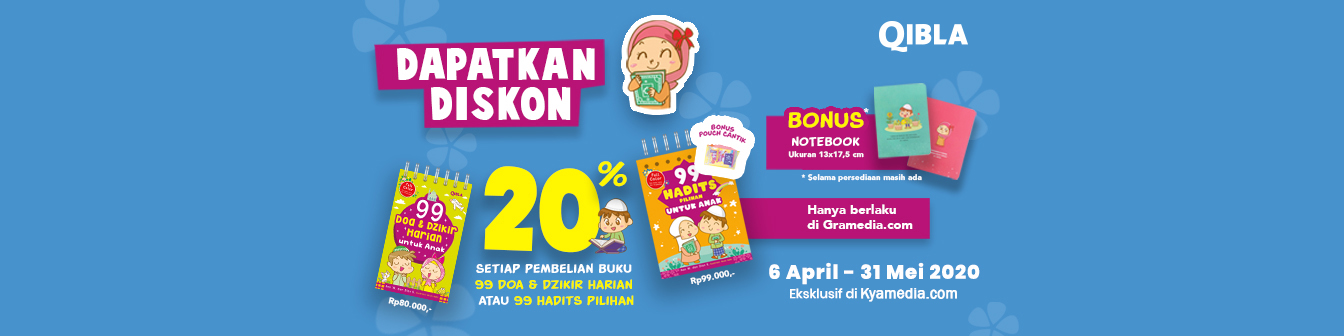 DAPATKAN
DISKON
QIBLA
BONUS*
NOTEBOOK
Ukuran 13x17,5 cm
* Selama persediaan masih ada
BONUS
POUCH CANTIK
20%
SETIAP PEMBELIAN BUKU
99 DOA & DZIKIR HARIAN
ATAU 99 HADITS PILIHAN
QIBLA
99
DOA & DZIKIR
HARIAN
untuk Anak
Rp80.000,-
99
HADITS
PILIHAN
UNTUK ANAK
Rp99.000,-
Hanya berlaku
di Gramedia.com
6 April - 31 Mei 2020
Eksklusif di Kyamedia.com